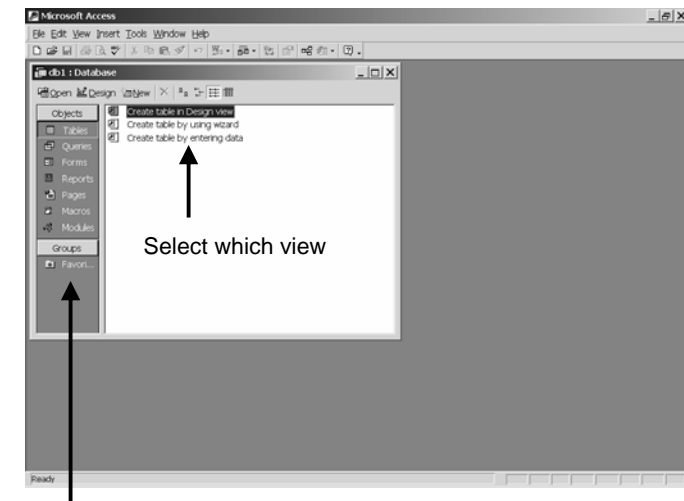 Microsoft Access
File Edit View Insert Tools Window Help
db1 : Database
Open Design New
Objects
Tables
Queries
Forms
Reports
Pages
Macros
Modules
Groups
Favori...
Create table in Design view
Create table by using wizard
Create table by entering data
Select which view
Ready